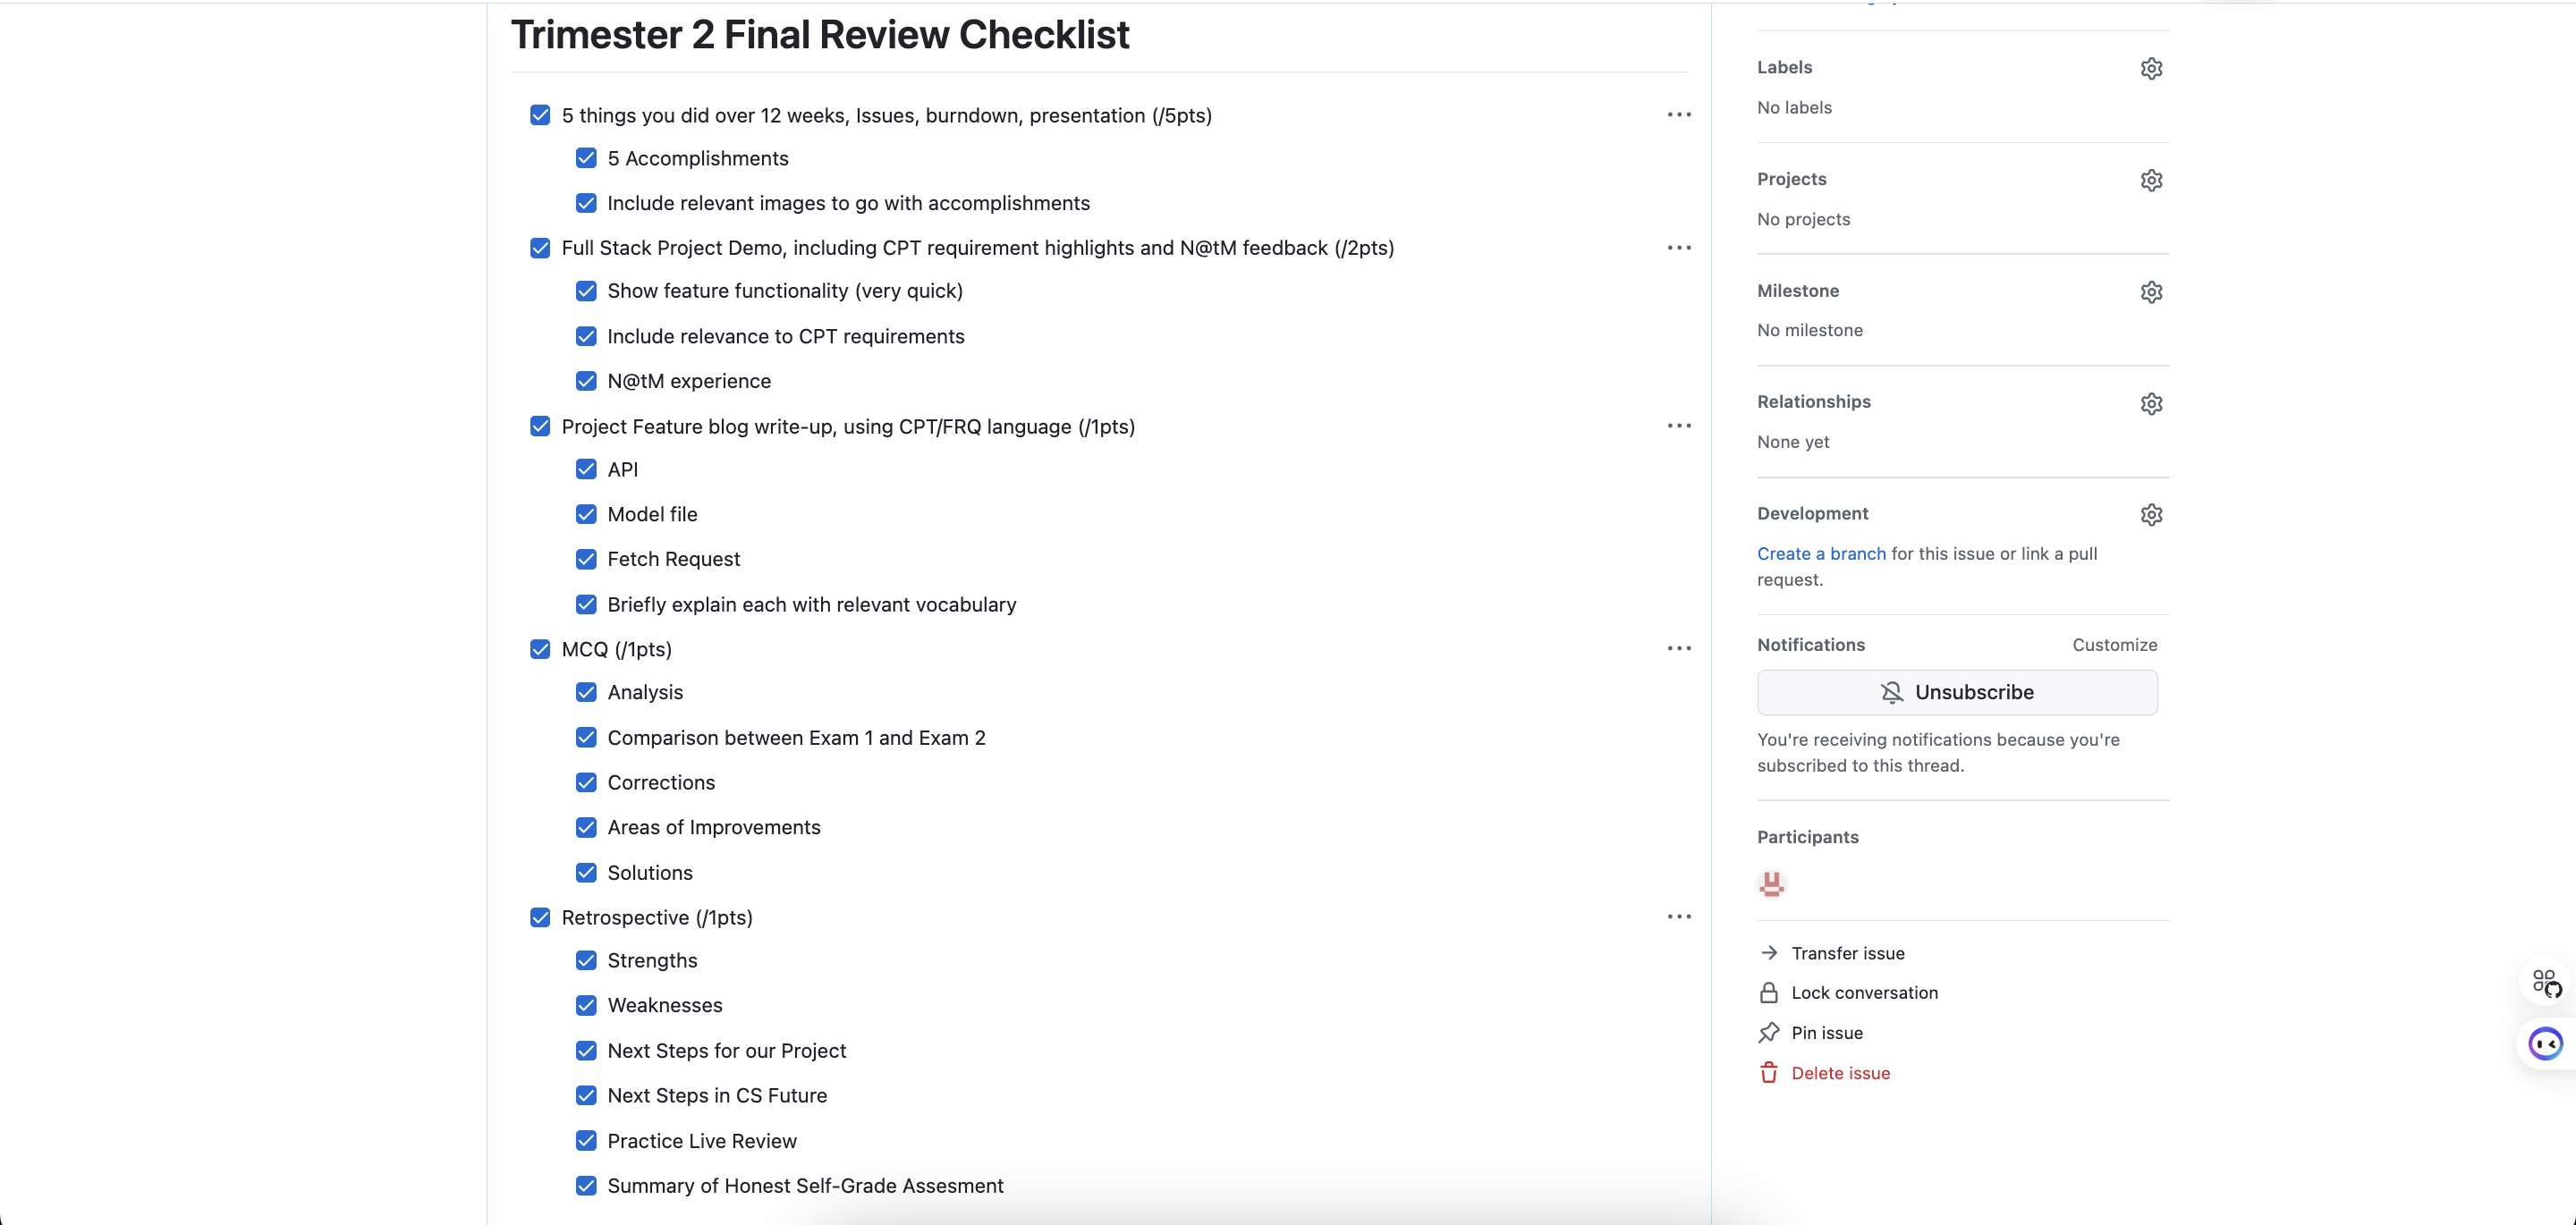 Trimester 2 Final Review Checklist
5 things you did over 12 weeks, Issues, burndown, presentation (/5pts)
5 Accomplishments
Include relevant images to go with accomplishments
Full Stack Project Demo, including CPT requirement highlights and N@tM feedback (/2pts)
Show feature functionality (very quick)
Include relevance to CPT requirements
N@tM experience
Project Feature blog write-up, using CPT/FRQ language (/1pts)
API
Model file
Fetch Request
Briefly explain each with relevant vocabulary
MCQ (/1pts)
Analysis
Comparison between Exam 1 and Exam 2
Corrections
Areas of Improvements
Solutions
Retrospective (/1pts)
Strengths
Weaknesses
Next Steps for our Project
Next Steps in CS Future
Practice Live Review
Summary of Honest Self-Grade Assesment
Labels
No labels
Projects
No projects
Milestone
No milestone
Relationships
None yet
Development
Create a branch for this issue or link a pull
request.
Notifications Customize
Unsubscribe
You're receiving notifications because you're
subscribed to this thread.
Participants
Transfer issue
Lock conversation
Pin issue
Delete issue